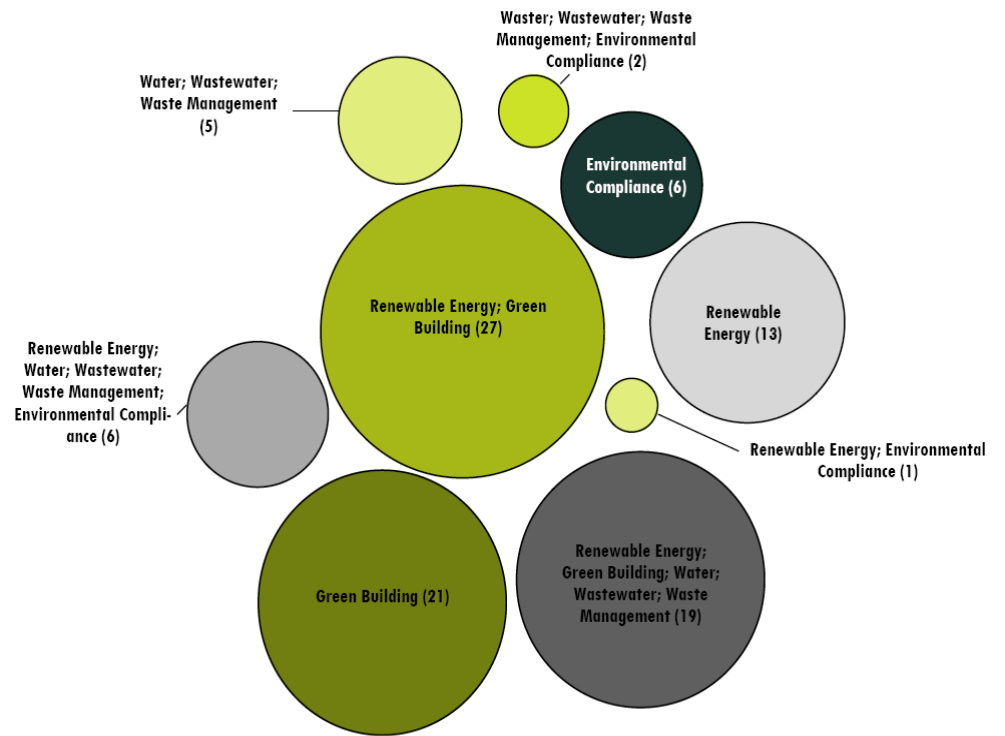 Waster; Wastewater; Waste
Management; Environmental
Compliance (2)
Water; Wastewater;
Waste Management
(5)
Environmental
Compliance (6)
Renewable Energy; Green
Building (27)
Renewable
Energy (13)
Renewable Energy;
Water; Wastewater;
Waste Management;
Environmental Compli-
ance (6)
Renewable Energy; Environmental
Compliance (1)
Renewable Energy;
Green Building; Water;
Wastewater; Waste
Management (19)
Green Building (21)